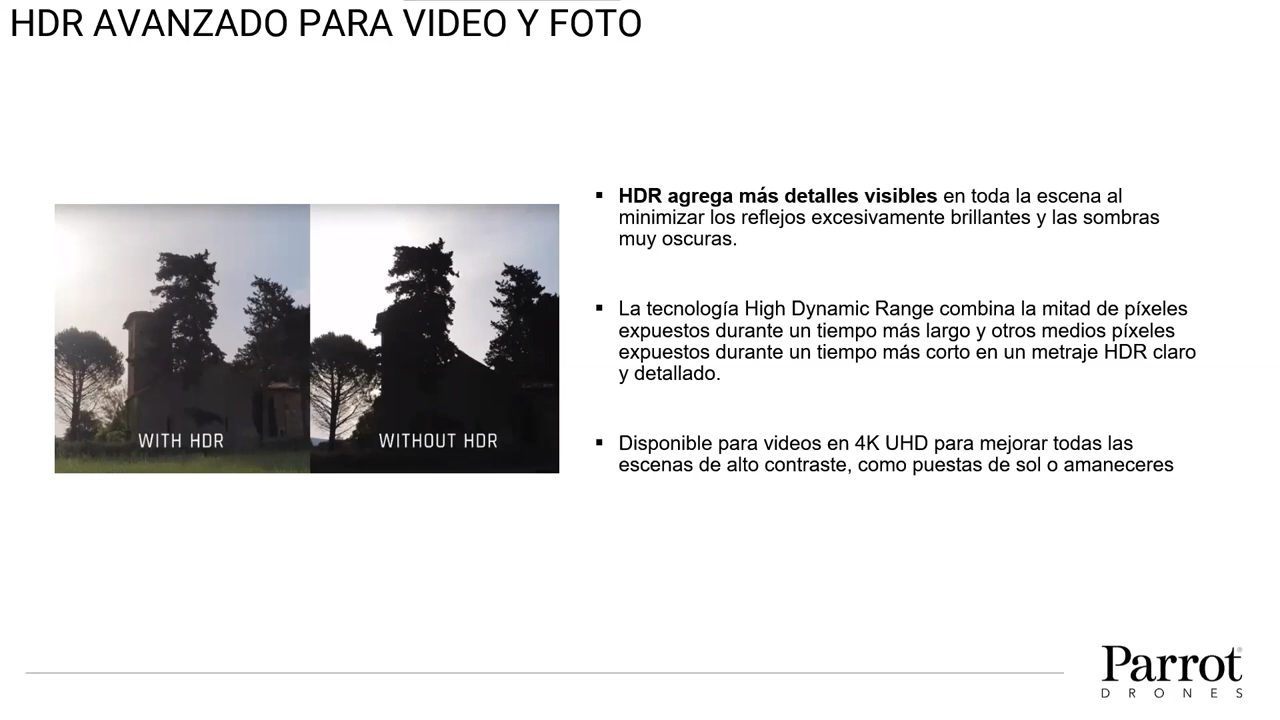 HDR AVANZADO PARA VIDEO Y FOTO
HDR agrega más detalles visibles en toda la escena al
minimizar los reflejos excesivamente brillantes y las sombras
muy oscuras.
La tecnología High Dynamic Range combina la mitad de píxeles
expuestos durante un tiempo más largo y otros medios píxeles
expuestos durante un tiempo más corto en un metraje HDR claro
y detallado.
Disponible para videos en 4K UHD para mejorar todas las
escenas de alto contraste, como puestas de sol o amaneceres
WITH HDR
WITHOUT HDR
Parrot®
DRONES